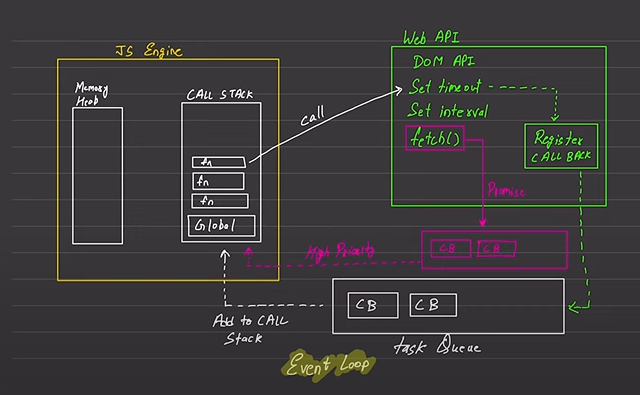 JS Engine
Memory
Heab
CALL STACK
fn
fn
fn
Global
call
Web API
DOM API
Set timeout
Set interval
fetch()
Register
CALL BACK
Promise
High Priority
CB
CB
CB
CB
Add to CALL
Stack
task Queue
Event Loop